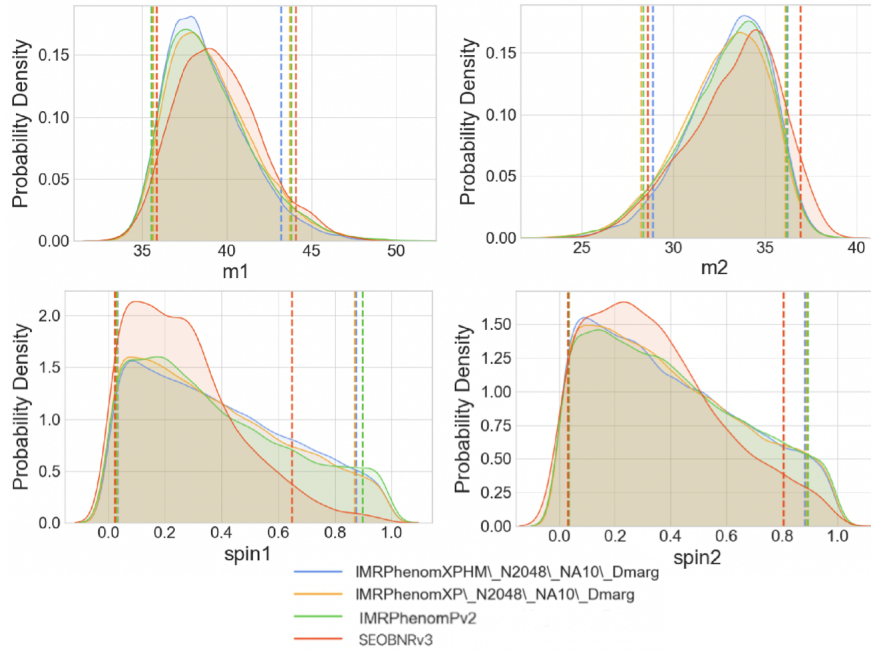 Probability Density
0.15
0.10
0.05
0.00
35 40 45 50
m1
Probability Density
0.15
0.10
0.05
0.00
25 30 35 40
m2
Probability Density
2.0
1.5
1.0
0.5
0.0
0.0 0.2 0.4 0.6 0.8 1.0
spin1
Probability Density
1.50
1.25
1.00
0.75
0.50
0.25
0.00
0.0 0.2 0.4 0.6 0.8 1.0
spin2
IMRPhenomXPHM\_N2048\_NA10\_Dmarg
IMRPhenomXP\_N2048\_NA10\_Dmarg
IMRPhenomPv2
SEOBNRv3